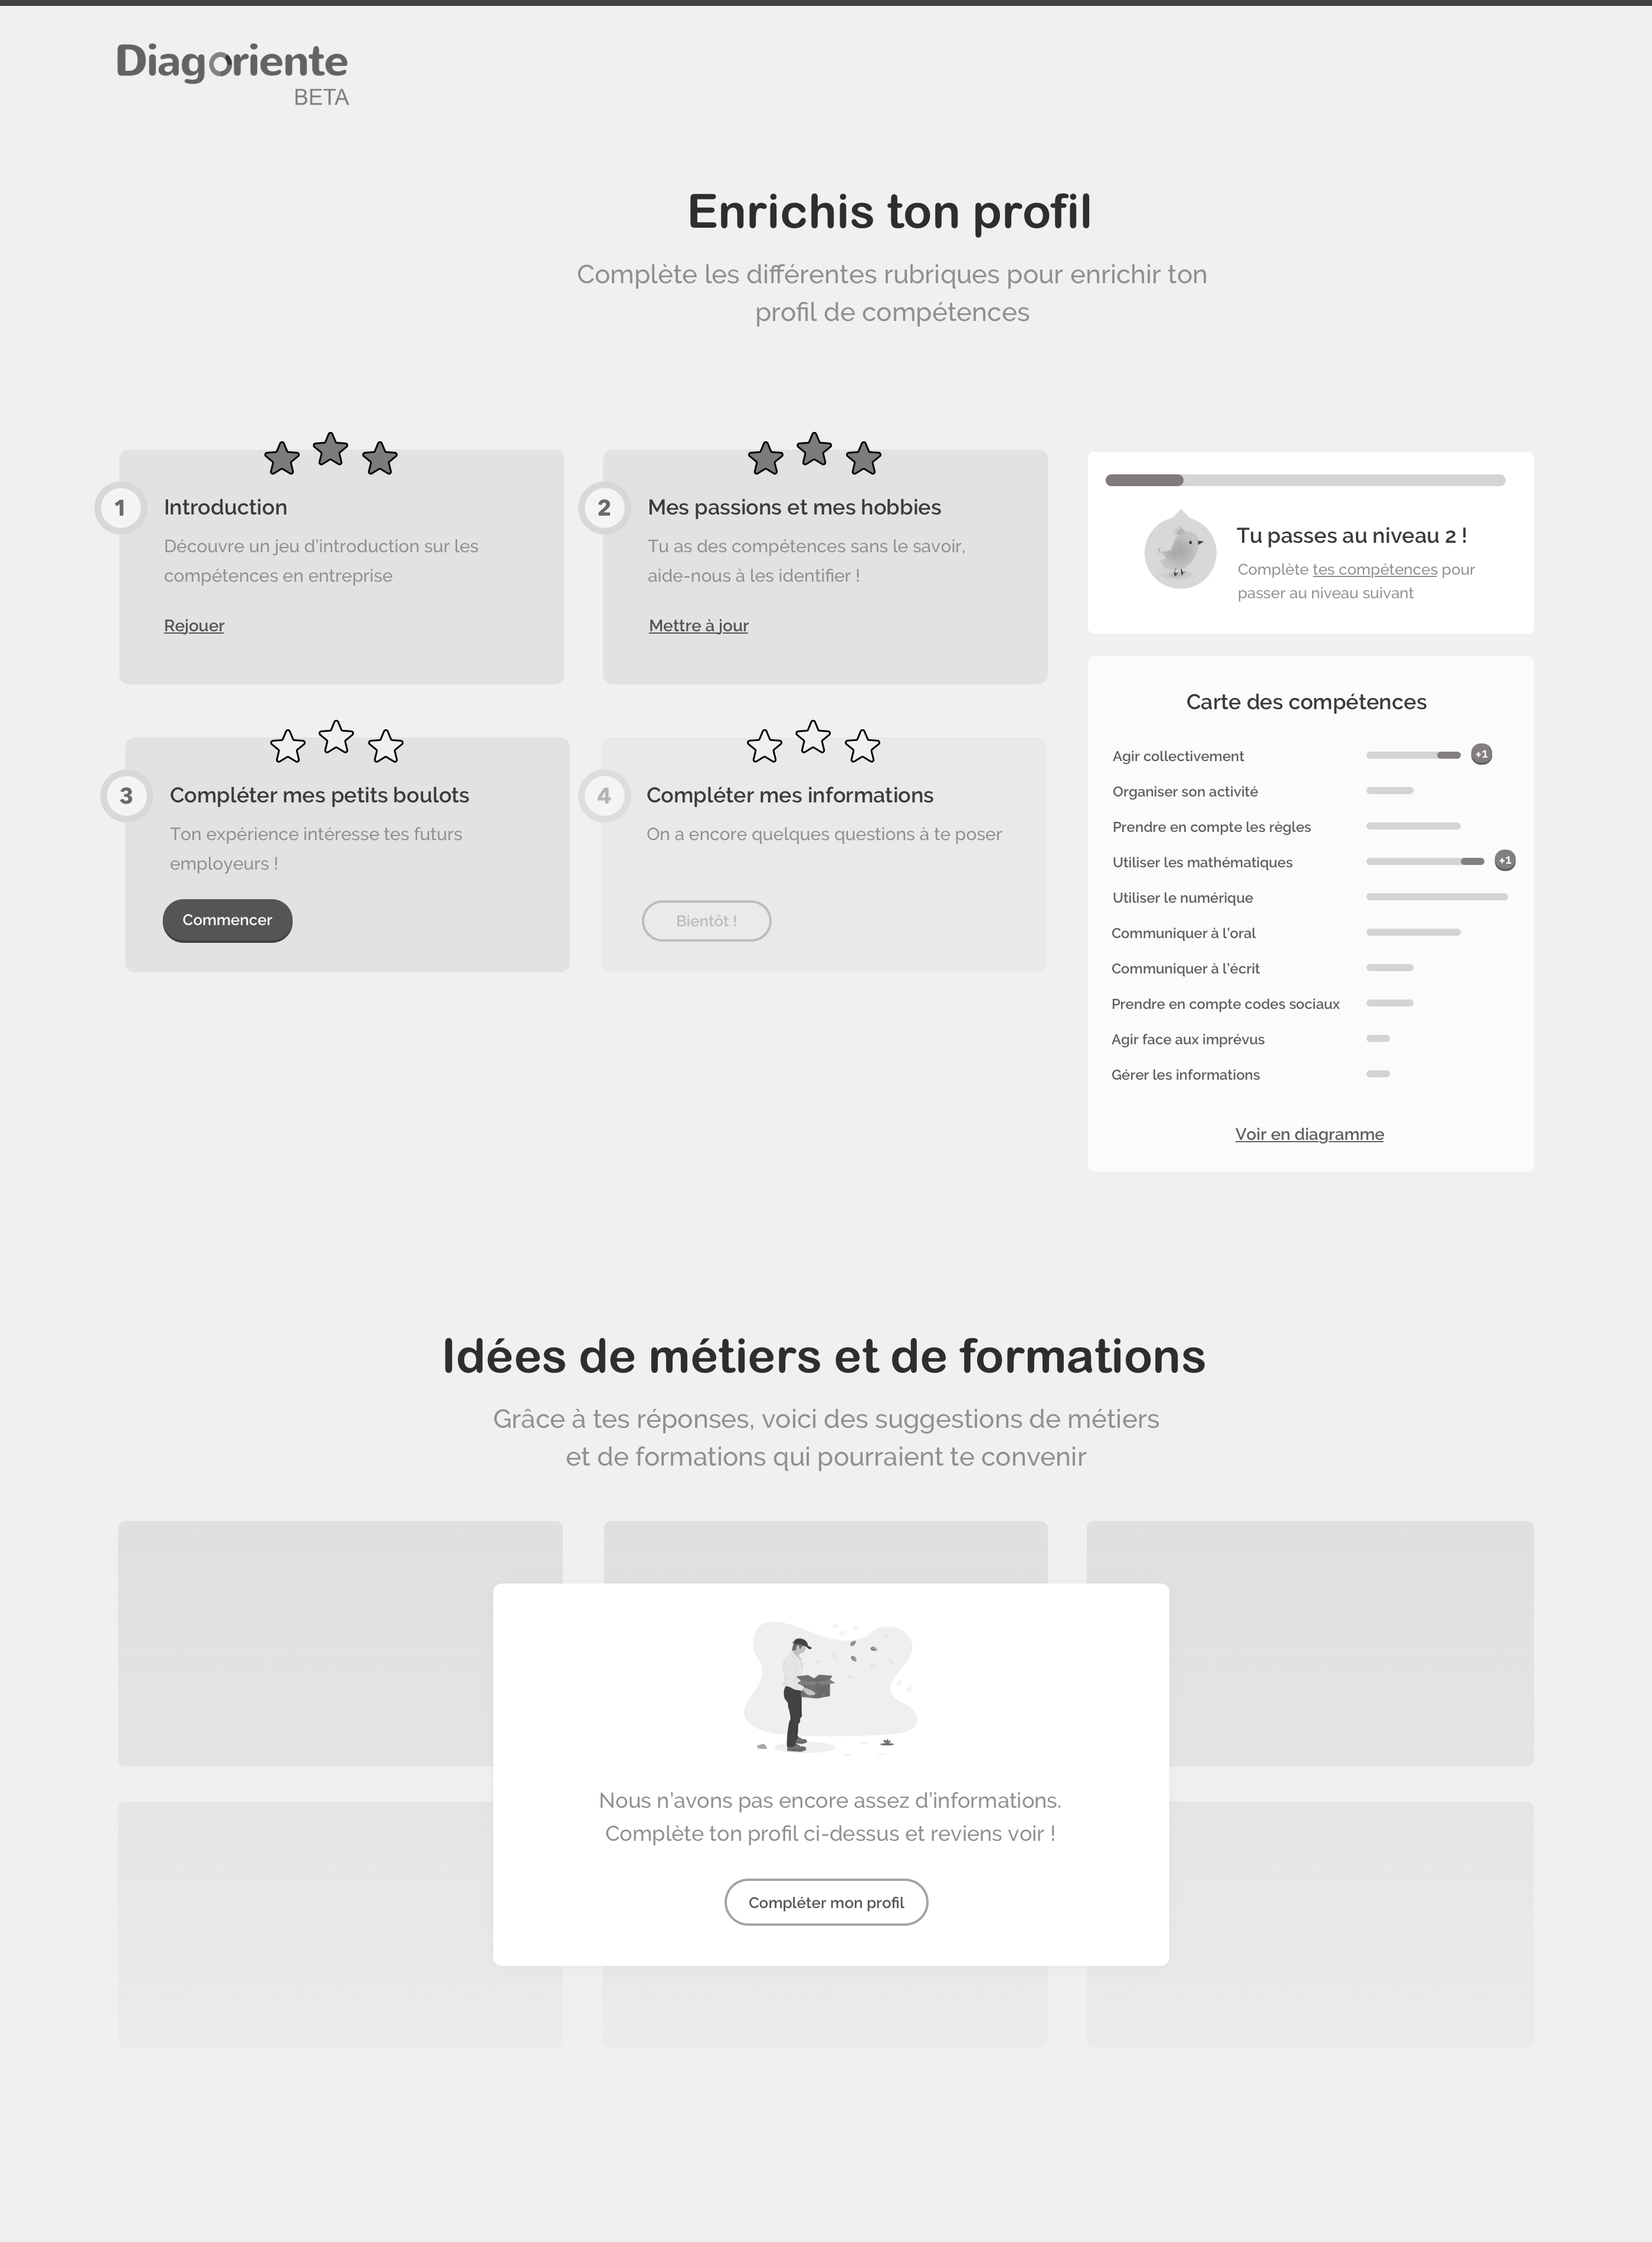 Diagoriente
BETA
Enrichis ton profil
Complète les différentes rubriques pour enrichir ton
profil de compétences
1
Introduction
Découvre un jeu d'introduction sur les
compétences en entreprise
Rejouer
2
Mes passions et mes hobbies
Tu as des compétences sans le savoir,
aide-nous à les identifier !
Mettre à jour
3
Compléter mes petits boulots
Ton expérience intéresse tes futurs
employeurs !
Commencer
4
Compléter mes informations
On a encore quelques questions à te poser
Bientôt !
Tu passes au niveau 2 !
Complète tes compétences pour
passer au niveau suivant
Carte des compétences
Agir collectivement +1
Organiser son activité
Prendre en compte les règles
Utiliser les mathématiques +1
Utiliser le numérique
Communiquer à l'oral
Communiquer à l'écrit
Prendre en compte codes sociaux
Agir face aux imprévus
Gérer les informations
Voir en diagramme
Idées de métiers et de formations
Grâce à tes réponses, voici des suggestions de métiers
et de formations qui pourraient te convenir
Nous n'avons pas encore assez d'informations.
Complète ton profil ci-dessus et reviens voir !
Compléter mon profil